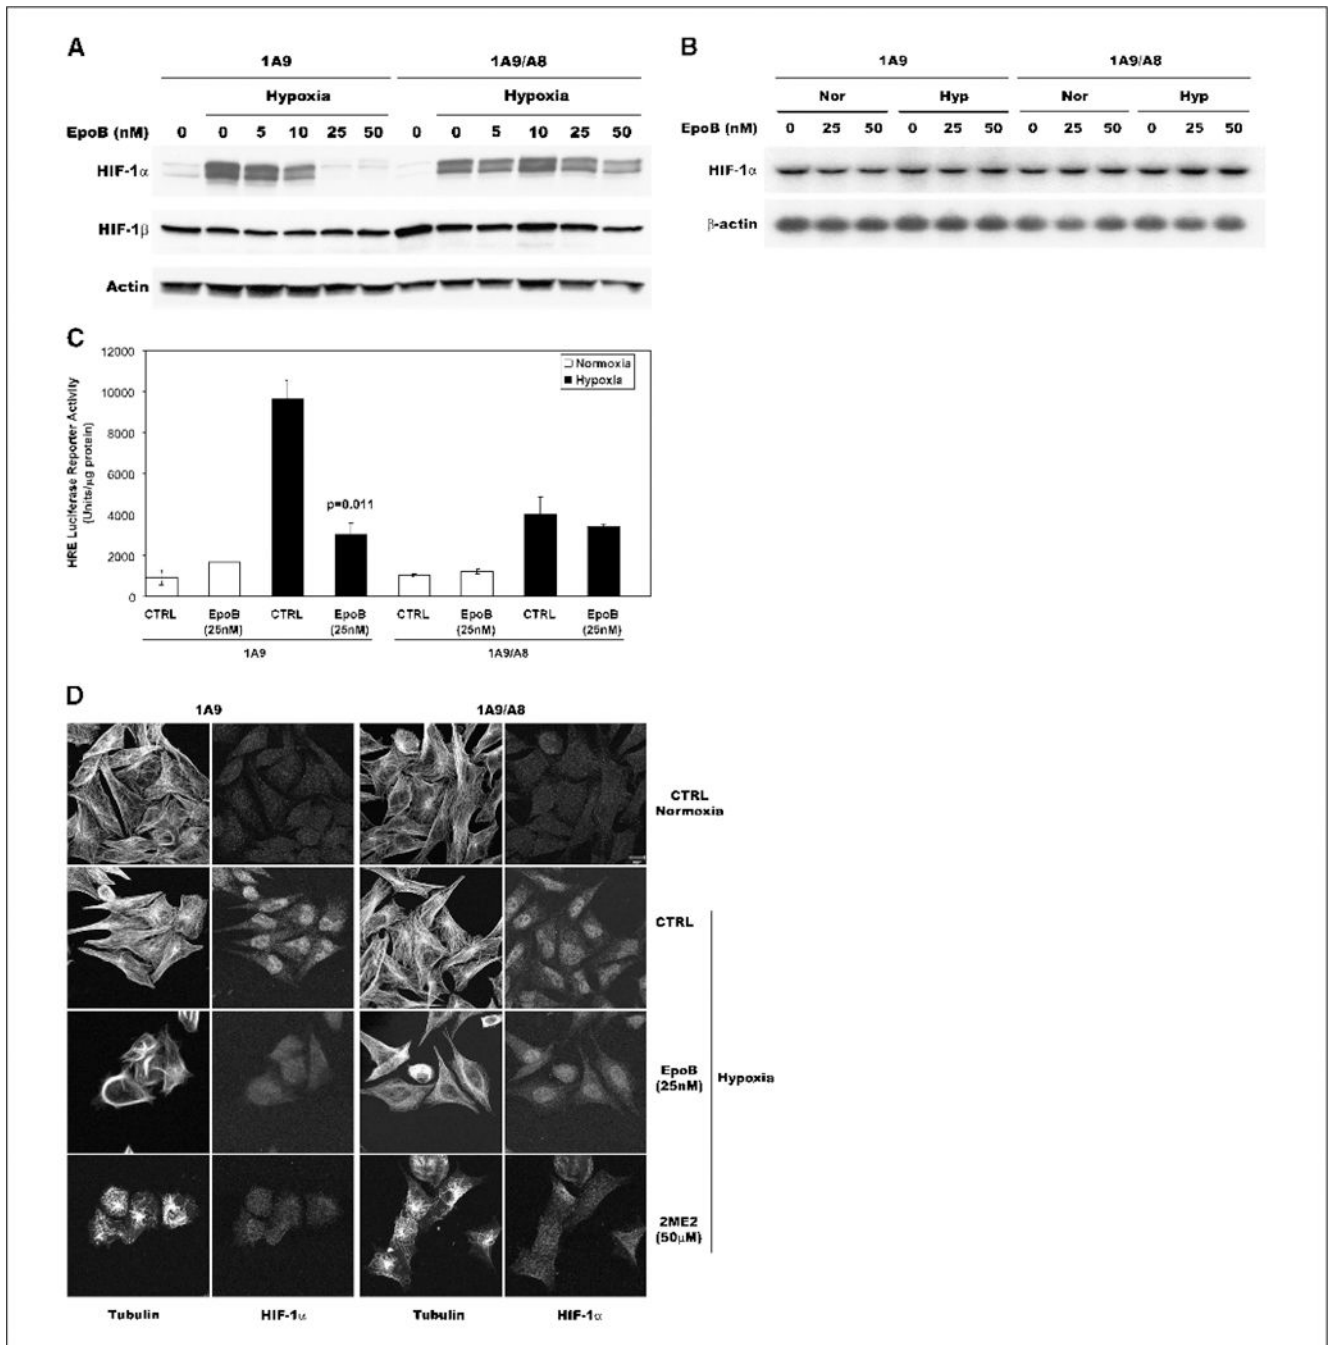 A
1A9 1A9/A8
Hypoxia Hypoxia
EpoB (nM) 0 0 5 10 25 50 0 0 5 10 25 50
HIF-1α
HIF-1β
Actin
B
1A9 1A9/A8
Nor Hyp Nor Hyp
EpoB (nM) 0 25 50 0 25 50 0 25 50 0 25 50
HIF-1α
β-actin
C
HRE Luciferase Reporter Activity
(Units/µg protein)
12000
10000
8000
6000
4000
2000
0
Normoxia
Hypoxia
p=0.011
CTRL EpoB CTRL EpoB CTRL EpoB CTRL EpoB
(25nM) (25nM) (25nM) (25nM)
1A9 1A9/A8
D
1A9 1A9/A8
CTRL
Normoxia
CTRL
EpoB
(25nM)
Hypoxia
2ME2
(50µM)
Tubulin HIF-1α Tubulin HIF-1α